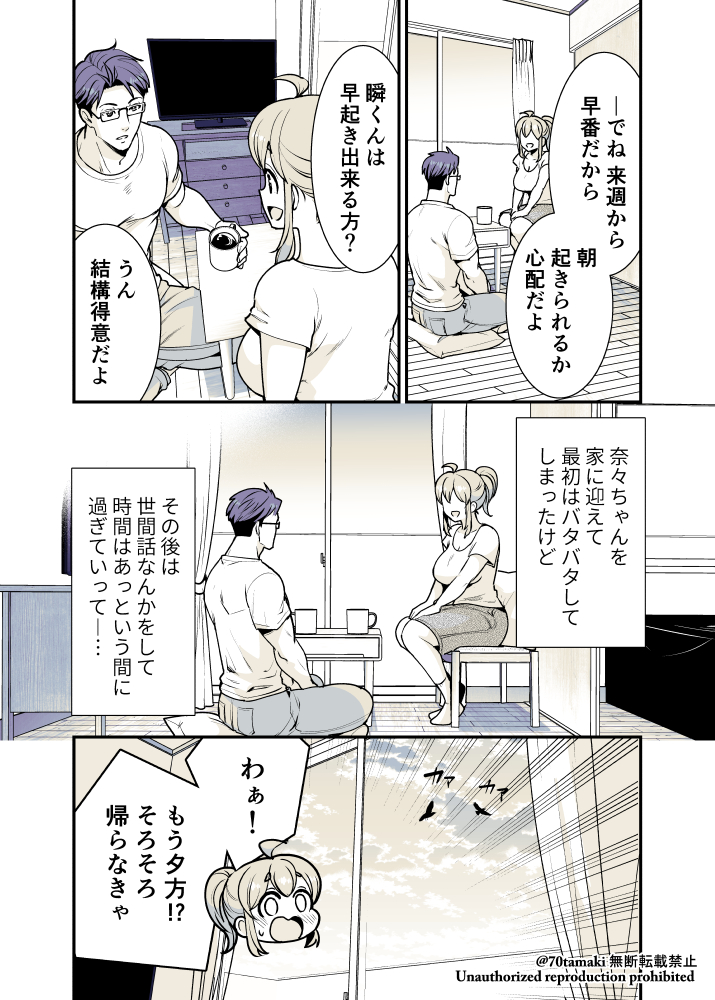 ―でね 来週から
早番だから
朝
起きられるか
心配だよ
瞬くんは
早起き出来る方?
うん
結構得意だよ
奈々ちゃんを
家に迎えて
最初はバタバタして
しまったけど
その後は
世間話なんかをして
時間はあっという間に
過ぎていって―…
カァ
カァ
わぁ!
もう夕方!?
そろそろ
帰らなきゃ
@70tamaki 無断転載禁止
Unauthorized reproduction prohibited